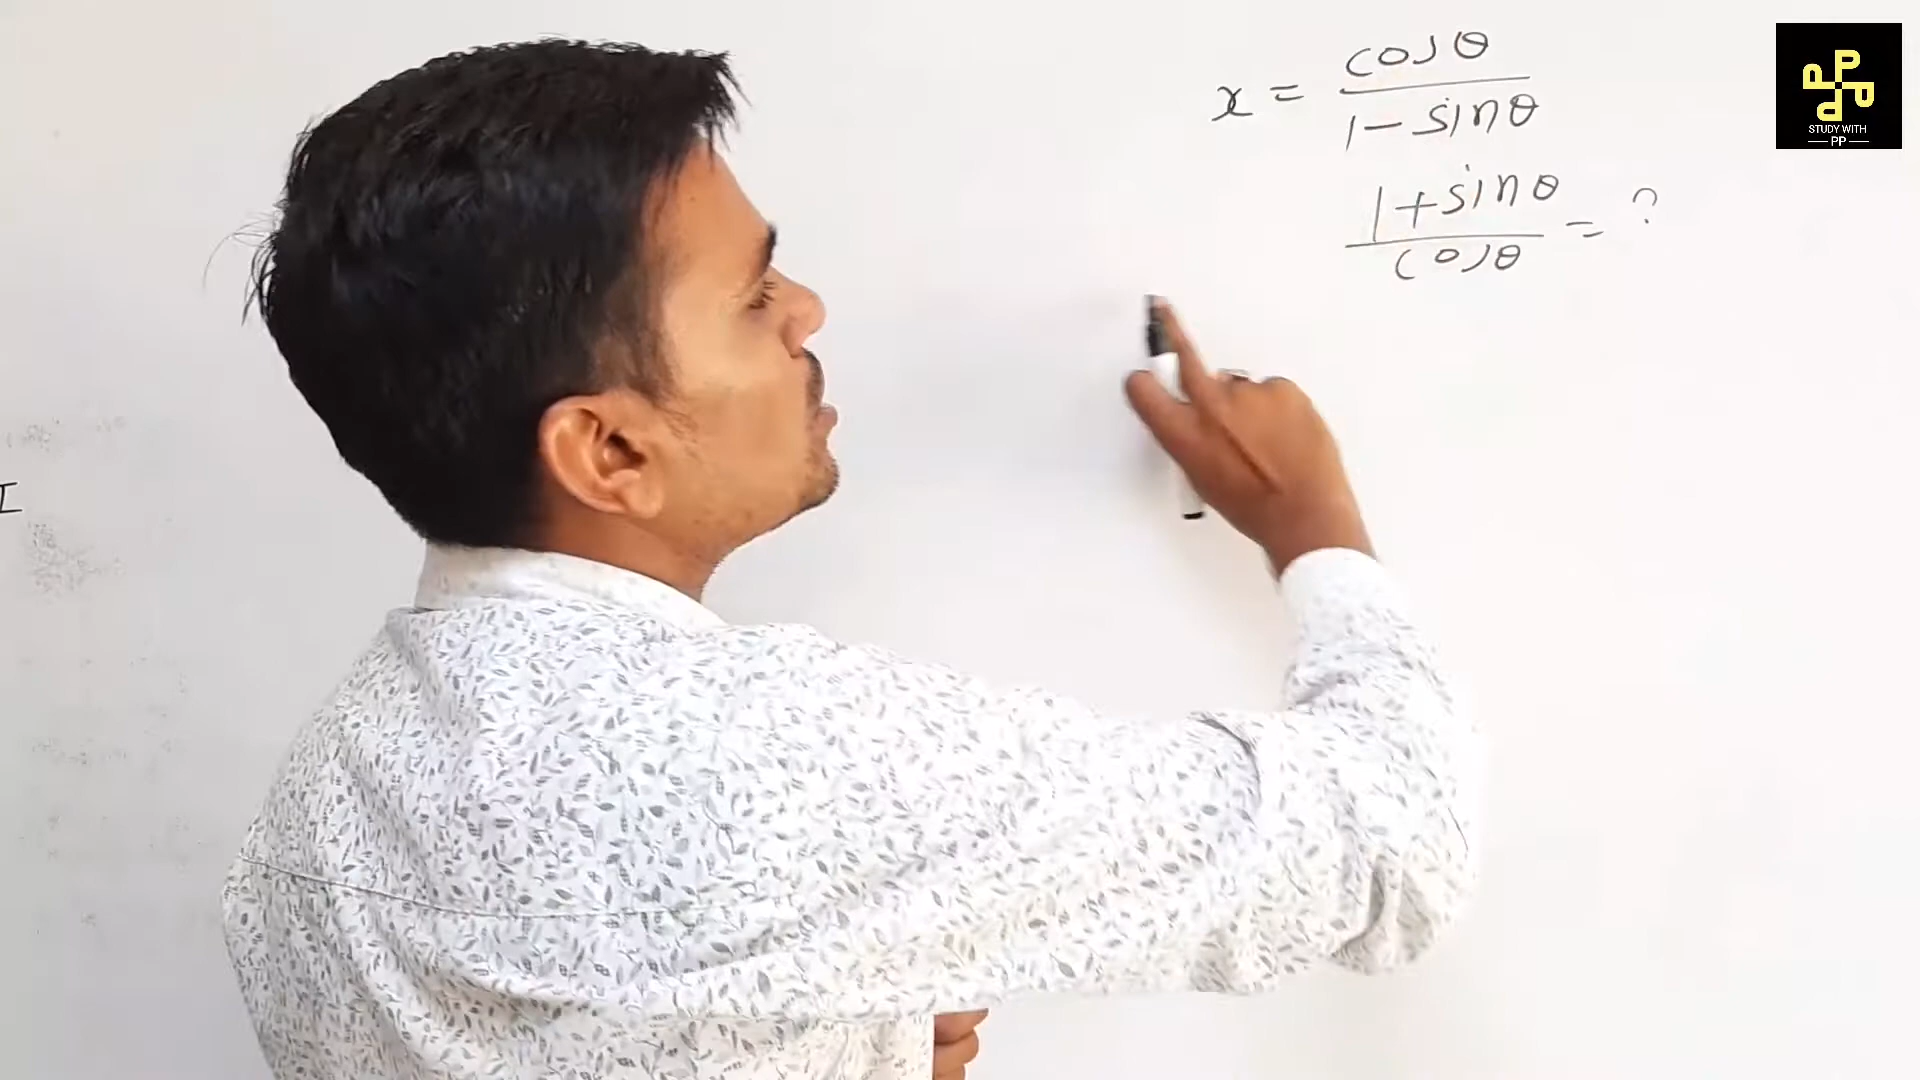 x = cosθ / 1 - sinθ
1 + sinθ / cosθ = ?
P P P P
STUDY WITH
PP
I